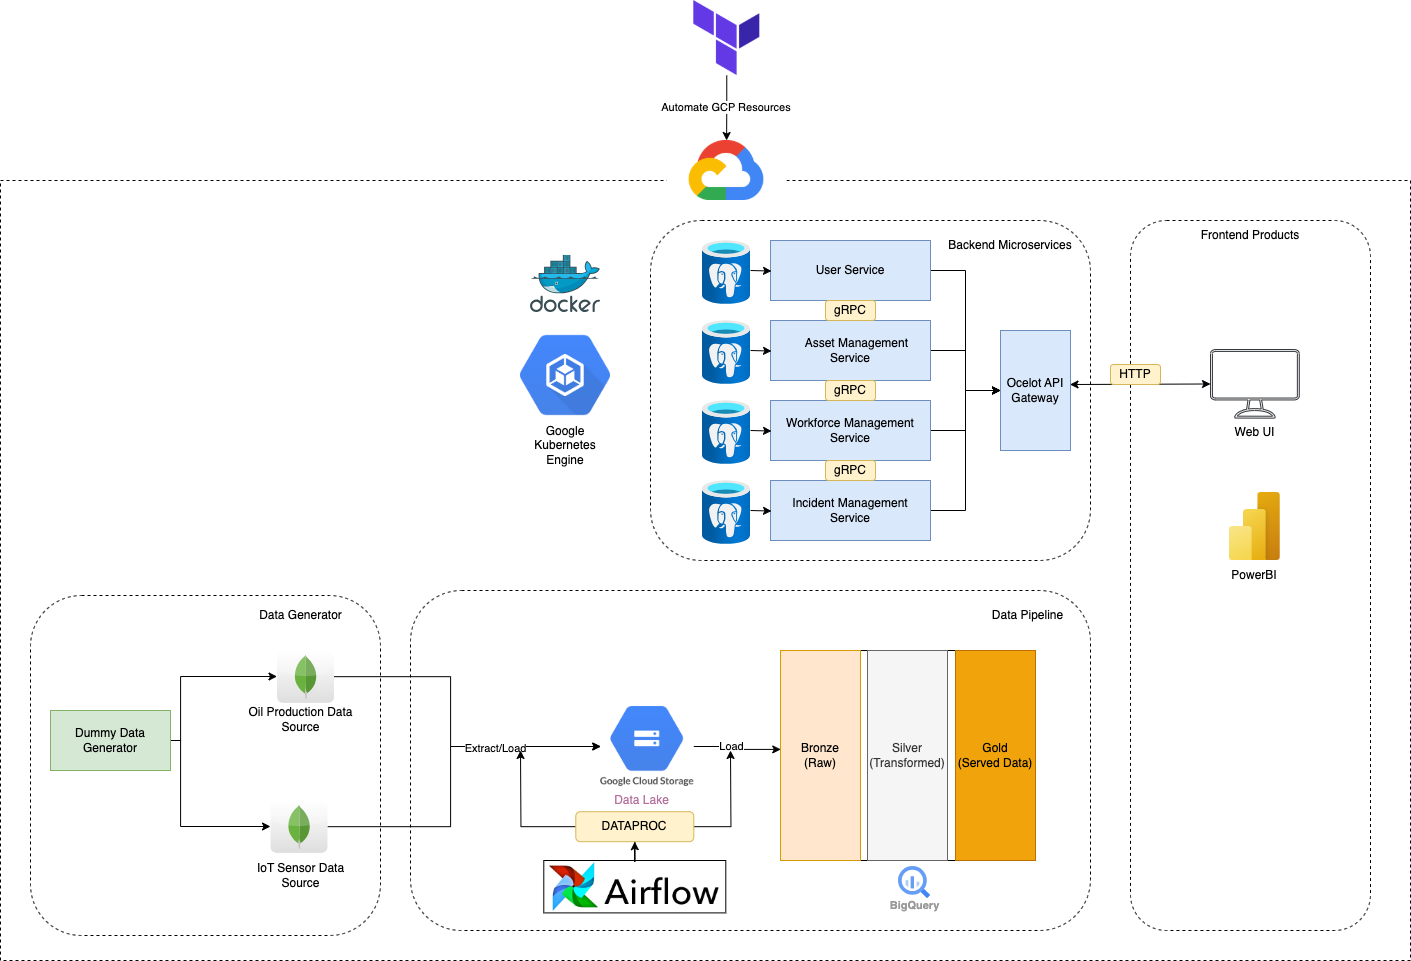 Automate GCP Resources
Backend Microservices
Frontend Products
docker
Google
Kubernetes
Engine
User Service
gRPC
Asset Management
Service
gRPC
Workforce Management
Service
gRPC
Incident Management
Service
Ocelot API
Gateway
HTTP
Web UI
PowerBI
Data Generator
Dummy Data
Generator
Oil Production Data
Source
IoT Sensor Data
Source
Data Pipeline
Extract/Load
Google Cloud Storage
Data Lake
DATAPROC
Airflow
Load
Bronze
(Raw)
Silver
(Transformed)
Gold
(Served Data)
BigQuery